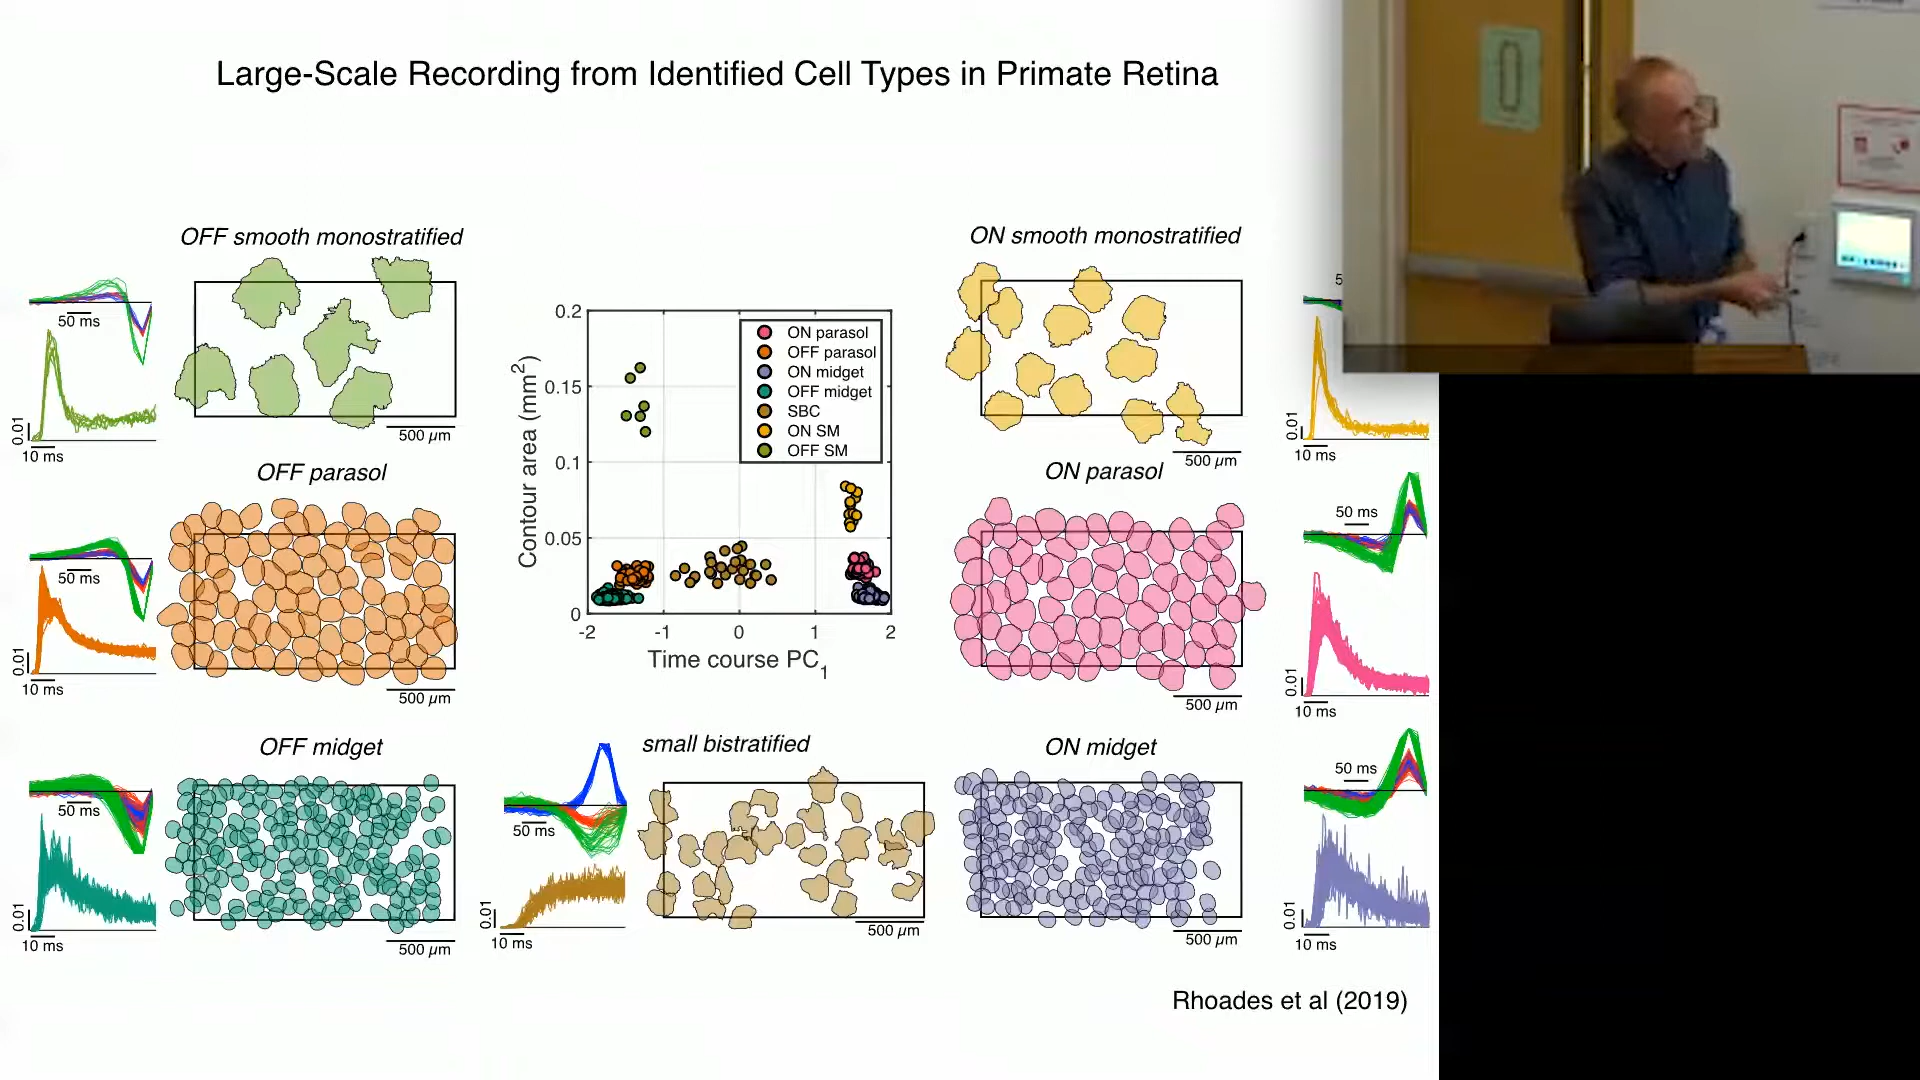 Large-Scale Recording from Identified Cell Types in Primate Retina
OFF smooth monostratified
50 ms
0.01
10 ms
500 µm
OFF parasol
50 ms
0.01
10 ms
500 µm
OFF midget
50 ms
0.01
10 ms
500 µm
Contour area (mm2)
0.2
0.15
0.1
0.05
0
-2 -1 0 1 2
Time course PC1
ON parasol
OFF parasol
ON midget
OFF midget
SBC
ON SM
OFF SM
small bistratified
50 ms
0.01
10 ms
500 µm
ON smooth monostratified
5
0.01
10 ms
500 µm
ON parasol
50 ms
0.01
10 ms
500 µm
ON midget
50 ms
0.01
10 ms
500 µm
Rhoades et al (2019)